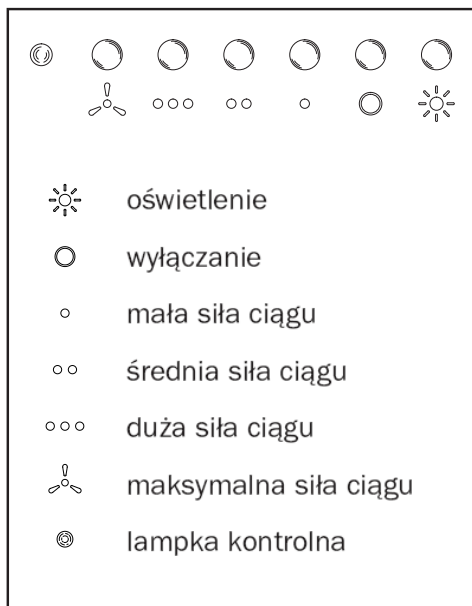 oświetlenie
wyłączanie
mała siła ciągu
średnia siła ciągu
duża siła ciągu
maksymalna siła ciągu
lampka kontrolna